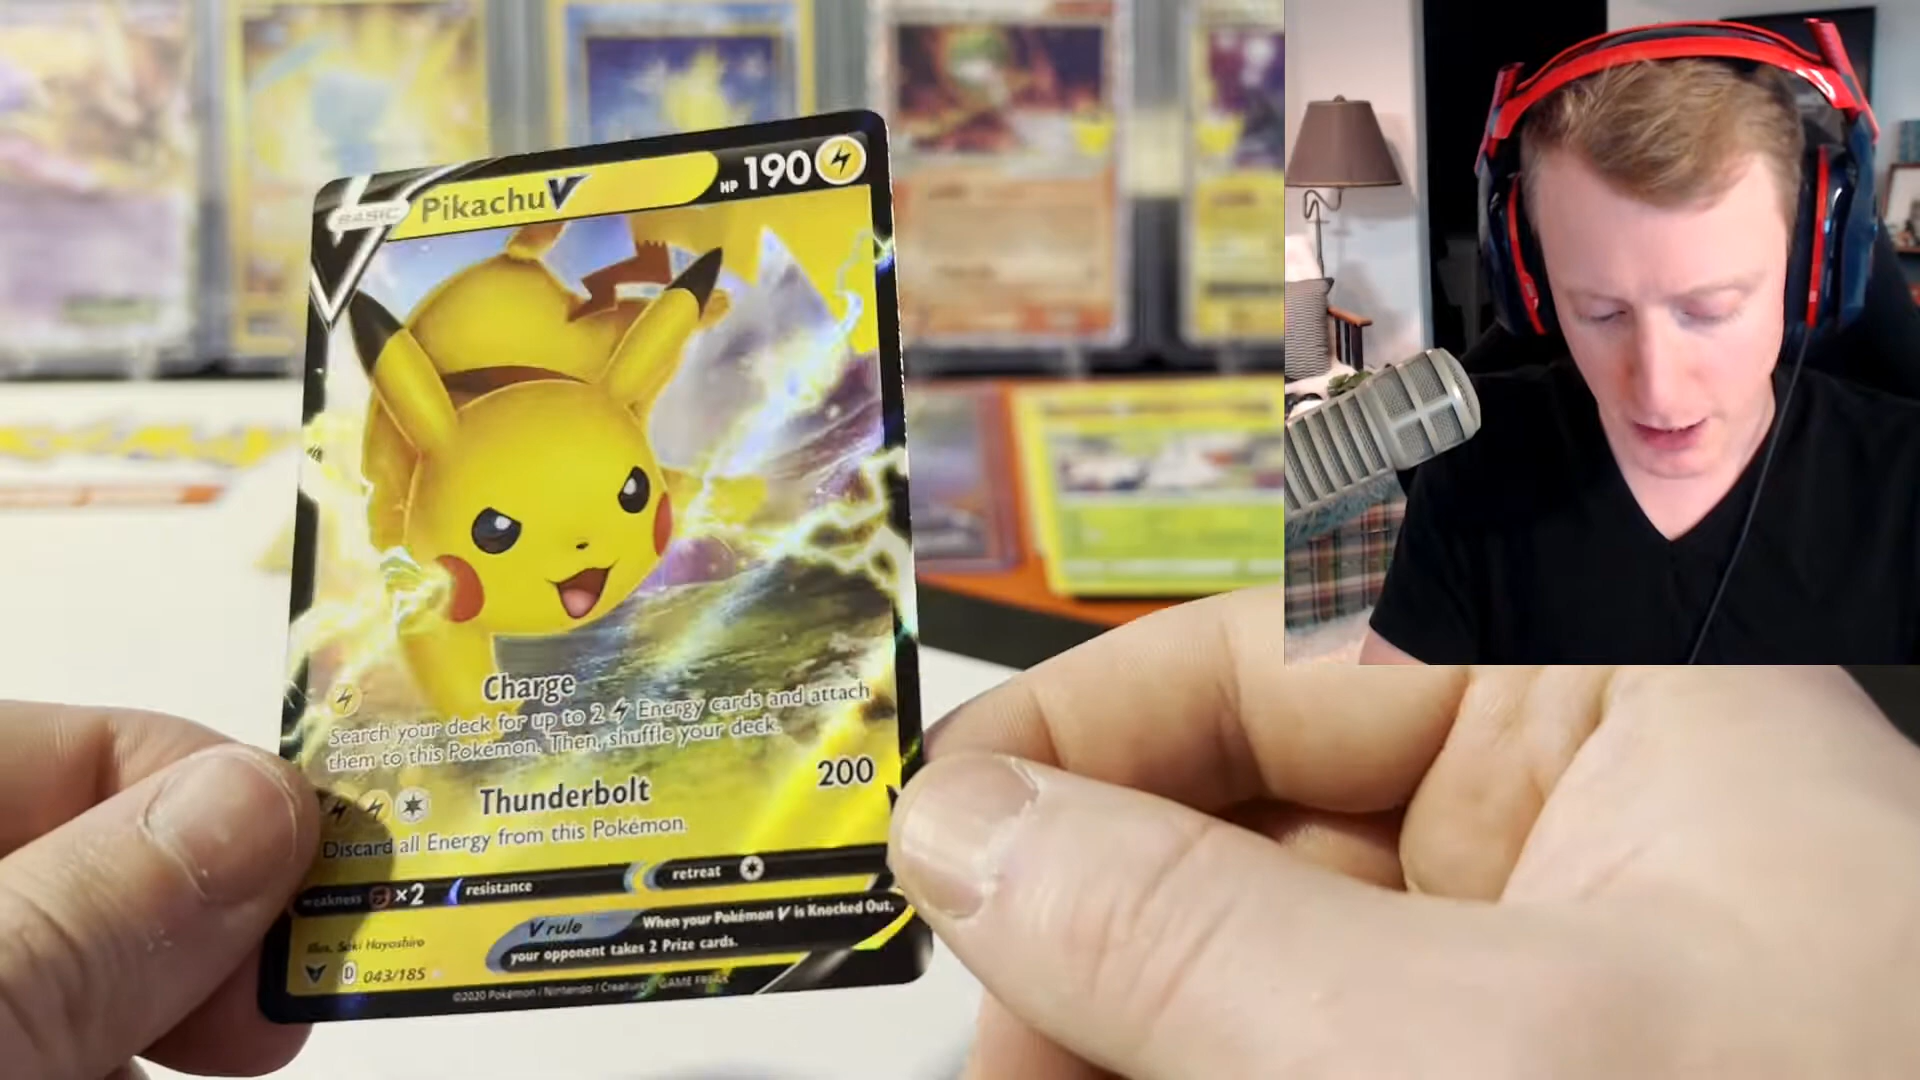 BASIC Pikachu V HP 190
Charge
Search your deck for up to 2 Energy cards and attach
them to this Pokémon. Then, shuffle your deck.
Thunderbolt 200
Discard all Energy from this Pokémon.
weakness ×2 resistance retreat
V rule When your Pokémon V is Knocked Out,
your opponent takes 2 Prize cards.
Illus. Saki Hayashiro
D 043/185
©2020 Pokémon / Nintendo / Creatures / GAME FREAK